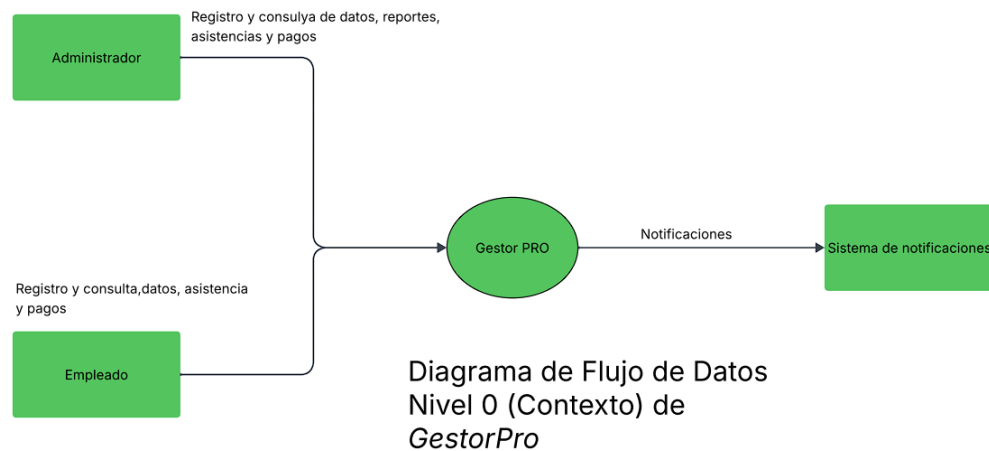 Registro y consulya de datos, reportes,
asistencias y pagos
Administrador
Gestor PRO
Notificaciones
Sistema de notificaciones
Registro y consulta,datos, asistencia
y pagos
Empleado
Diagrama de Flujo de Datos
Nivel 0 (Contexto) de
GestorPro